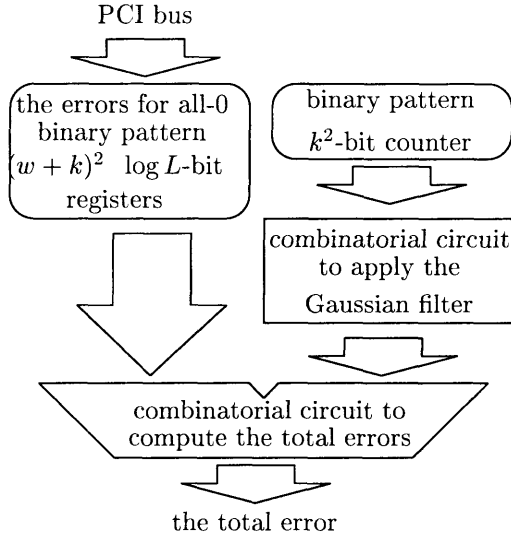 PCI bus
the errors for all-0
binary pattern
(w + k)² log L-bit
registers
binary pattern
k²-bit counter
combinatorial circuit
to apply the
Gaussian filter
combinatorial circuit to
compute the total errors
the total error